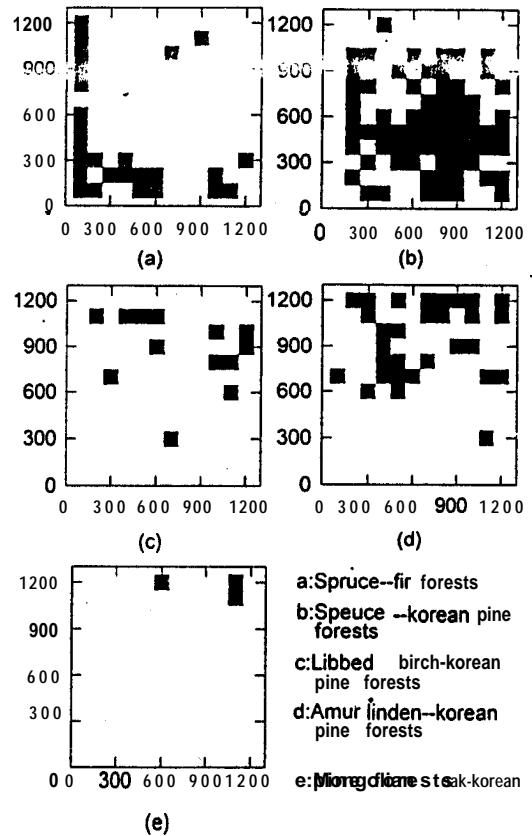 1200
900
600
300
0
0 300 600 900 1200
(a)
1200
900
600
300
0
0 300 600 900 1200
(b)
1200
900
600
300
0
0 300 600 900 1200
(c)
1200
900
600
300
0
0 300 600 900 1200
(d)
1200
900
600
300
0
0 300 600 900 1200
(e)
a:Spruce--fir forests
b:Speuce --korean pine
forests
c:Libbed birch-korean
pine forests
d:Amur linden--korean
pine forests
ak-korean